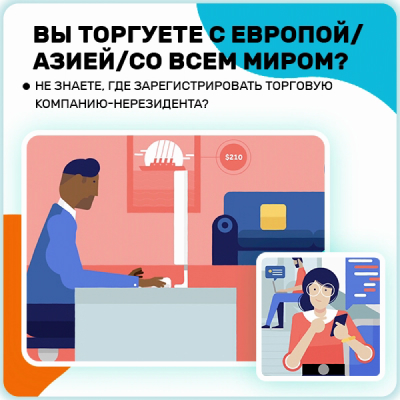 ВЫ ТОРГУЕТЕ С ЕВРОПОЙ/
АЗИЕЙ/СО ВСЕМ МИРОМ?
НЕ ЗНАЕТЕ, ГДЕ ЗАРЕГИСТРИРОВАТЬ ТОРГОВУЮ
КОМПАНИЮ-НЕРЕЗИДЕНТА?
$210